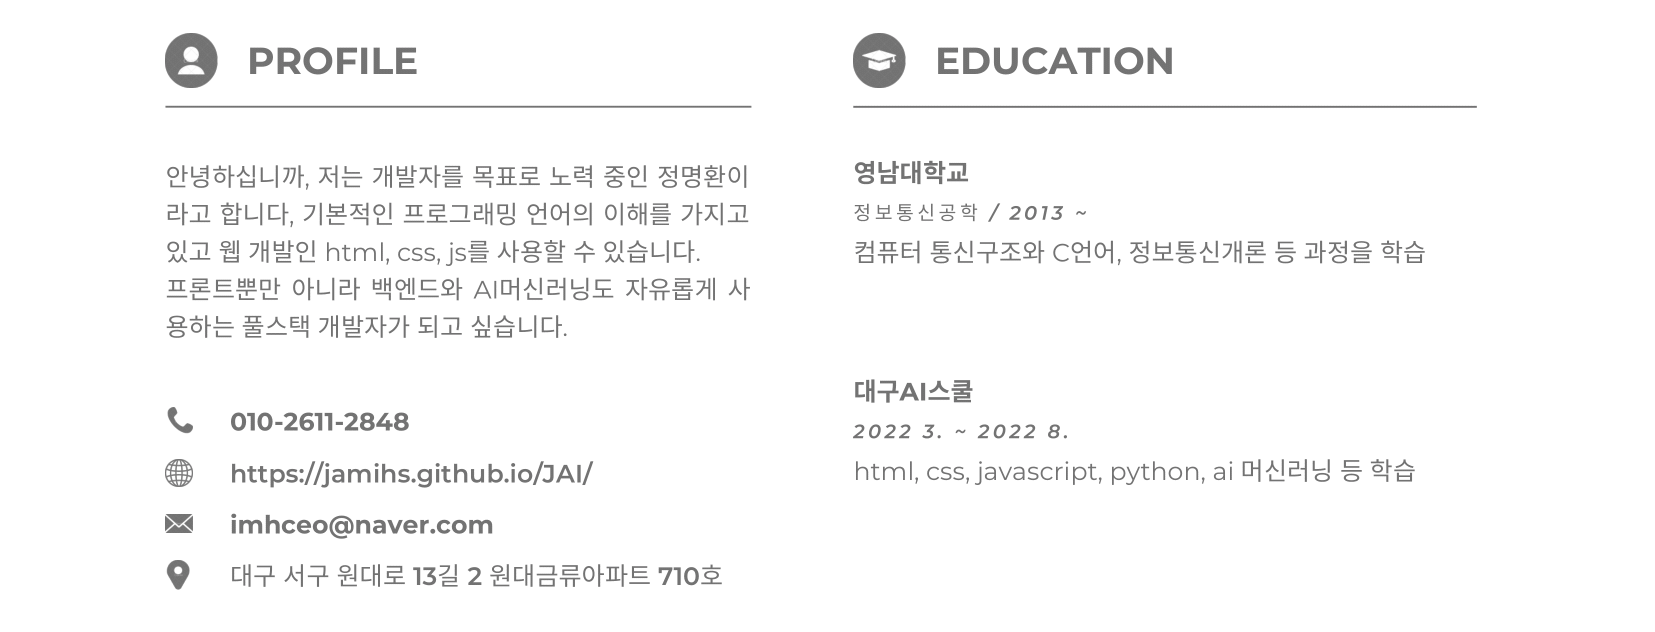 PROFILE
안녕하십니까, 저는 개발자를 목표로 노력 중인 정명환이
라고 합니다, 기본적인 프로그래밍 언어의 이해를 가지고
있고 웹 개발인 html, css, js를 사용할 수 있습니다.
프론트뿐만 아니라 백엔드와 AI머신러닝도 자유롭게 사
용하는 풀스택 개발자가 되고 싶습니다.
010-2611-2848
https://jamihs.github.io/JAI/
imhceo@naver.com
대구 서구 원대로 13길 2 원대금류아파트 710호
EDUCATION
영남대학교
정보통신공학 / 2013 ~
컴퓨터 통신구조와 C언어, 정보통신개론 등 과정을 학습
대구AI스쿨
2022 3. ~ 2022 8.
html, css, javascript, python, ai 머신러닝 등 학습